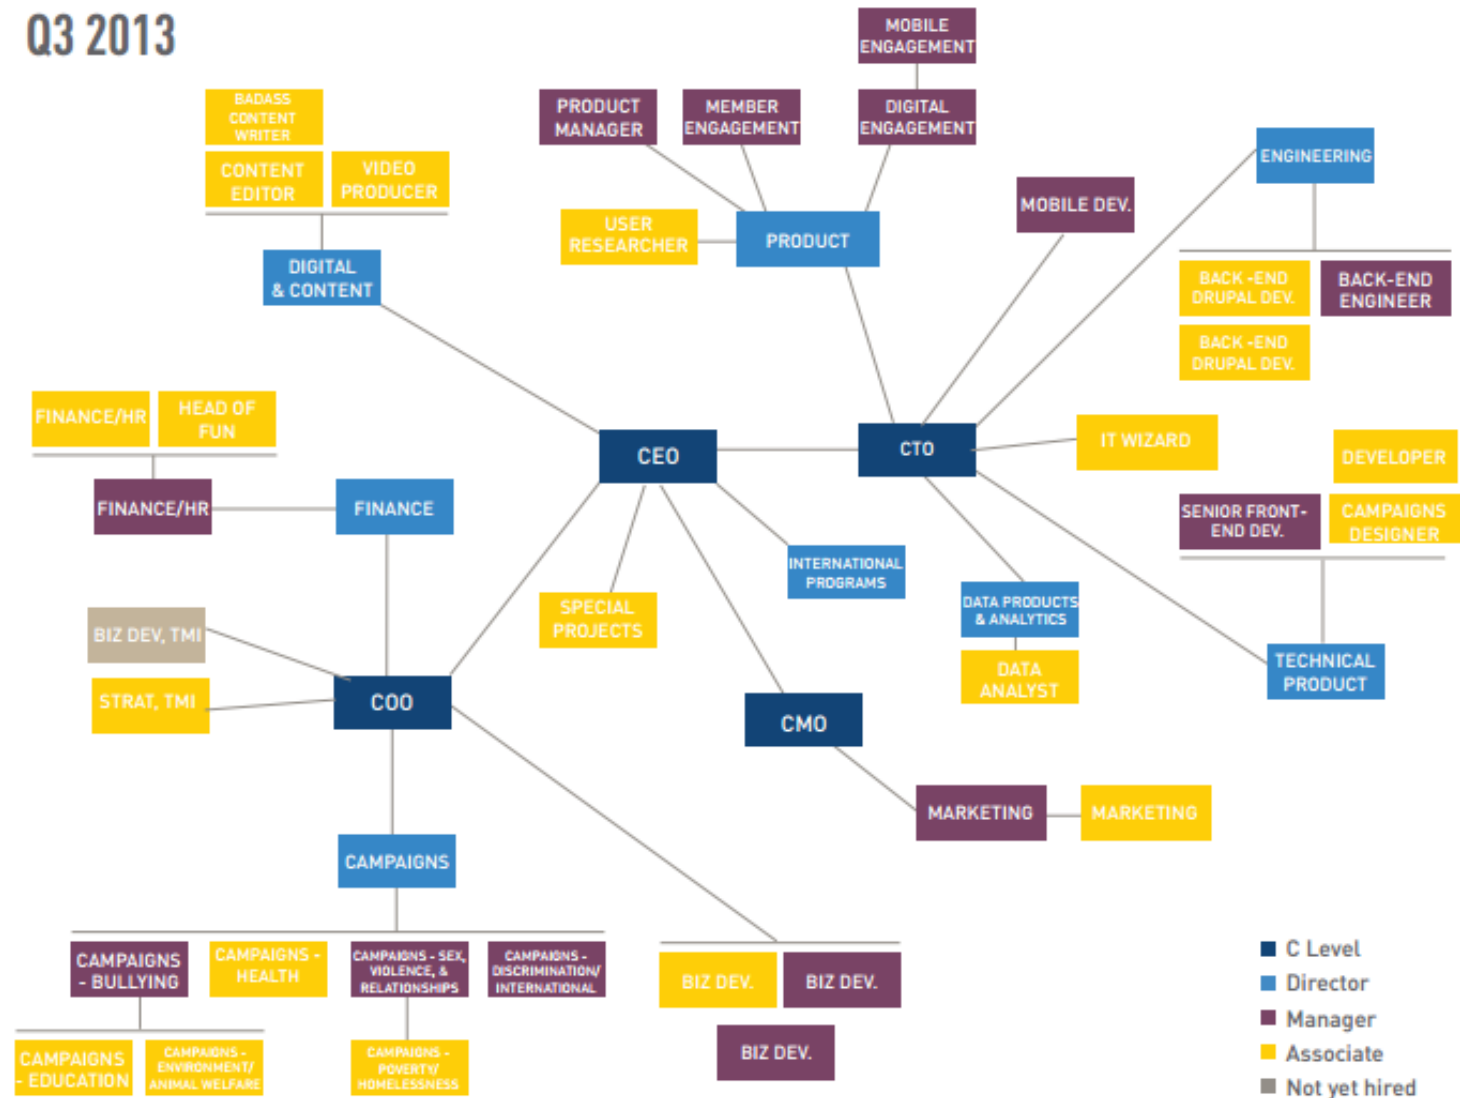 Q3 2013
MOBILE
ENGAGEMENT
BADASS
CONTENT
WRITER
PRODUCT
MANAGER
MEMBER
ENGAGEMENT
DIGITAL
ENGAGEMENT
ENGINEERING
CONTENT
EDITOR
VIDEO
PRODUCER
MOBILE DEV.
USER
RESEARCHER
PRODUCT
DIGITAL
& CONTENT
BACK -END
DRUPAL DEV.
BACK-END
ENGINEER
BACK -END
DRUPAL DEV.
FINANCE/HR
HEAD OF
FUN
CEO
CTO
IT WIZARD
DEVELOPER
FINANCE/HR
FINANCE
SENIOR FRONT-
END DEV.
CAMPAIGNS
DESIGNER
INTERNATIONAL
PROGRAMS
SPECIAL
PROJECTS
DATA PRODUCTS
& ANALYTICS
BIZ DEV, TMI
DATA
ANALYST
TECHNICAL
PRODUCT
STRAT, TMI
COO
CMO
MARKETING
MARKETING
CAMPAIGNS
CAMPAIGNS
- BULLYING
CAMPAIGNS -
HEALTH
CAMPAIGNS - SEX,
VIOLENCE, &
RELATIONSHIPS
CAMPAIGNS -
DISCRIMINATION/
INTERNATIONAL
BIZ DEV.
BIZ DEV.
BIZ DEV.
CAMPAIGNS
- EDUCATION
CAMPAIGNS -
ENVIRONMENT/
ANIMAL WELFARE
CAMPAIGNS -
POVERTY/
HOMELESSNESS
C Level
Director
Manager
Associate
Not yet hired